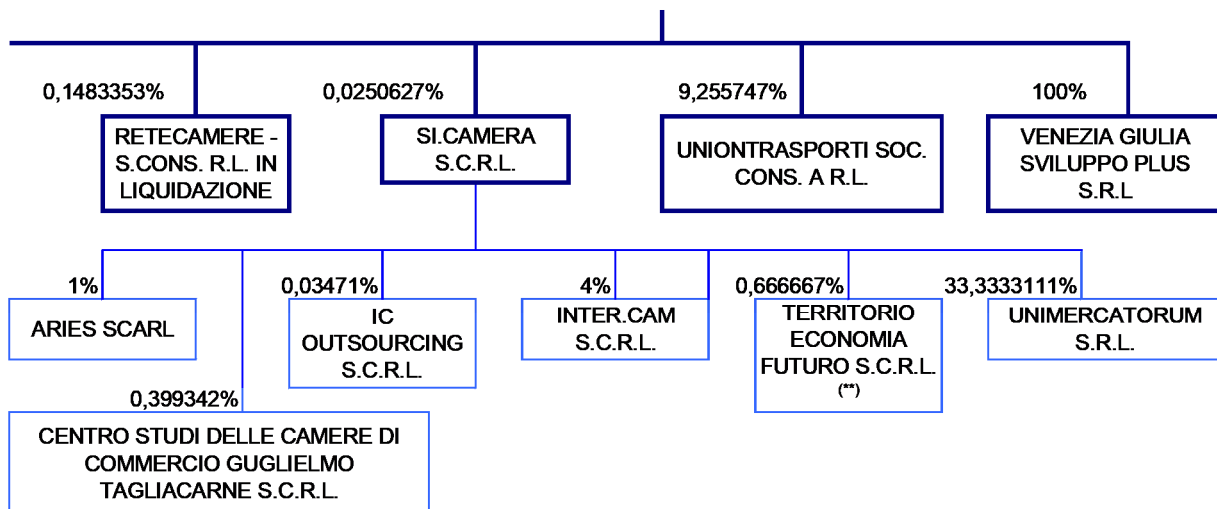 0,1483353%
RETECAMERE -
S.CONS. R.L. IN
LIQUIDAZIONE
0,0250627%
SI.CAMERA
S.C.R.L.
9,255747%
UNIONTRASPORTI SOC.
CONS. A R.L.
100%
VENEZIA GIULIA
SVILUPPO PLUS
S.R.L
1%
ARIES SCARL
0,03471%
IC
OUTSOURCING
S.C.R.L.
4%
INTER.CAM
S.C.R.L.
0,666667%
TERRITORIO
ECONOMIA
FUTURO S.C.R.L.
(**)
33,3333111%
UNIMERCATORUM
S.R.L.
0,399342%
CENTRO STUDI DELLE CAMERE DI
COMMERCIO GUGLIELMO
TAGLIACARNE S.C.R.L.